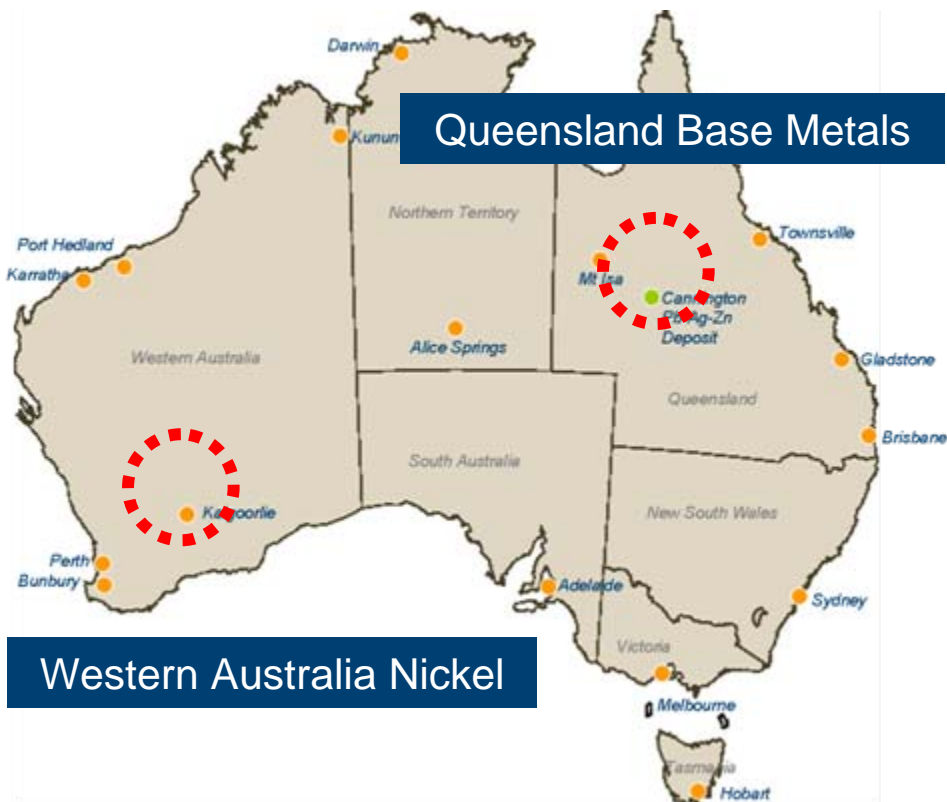 Darwin
Queensland Base Metals
Kunun
Northern Territory
Townsville
Port Hedland
Mt Isa
Karratha
Cannington
Pb-Ag-Zn
Deposit
Alice Springs
Western Australia
Gladstone
Queensland
Brisbane
South Australia
New South Wales
Kalgoorlie
Perth
Bunbury
Adelaide
Sydney
Victoria
Western Australia Nickel
Melbourne
Tasmania
Hobart